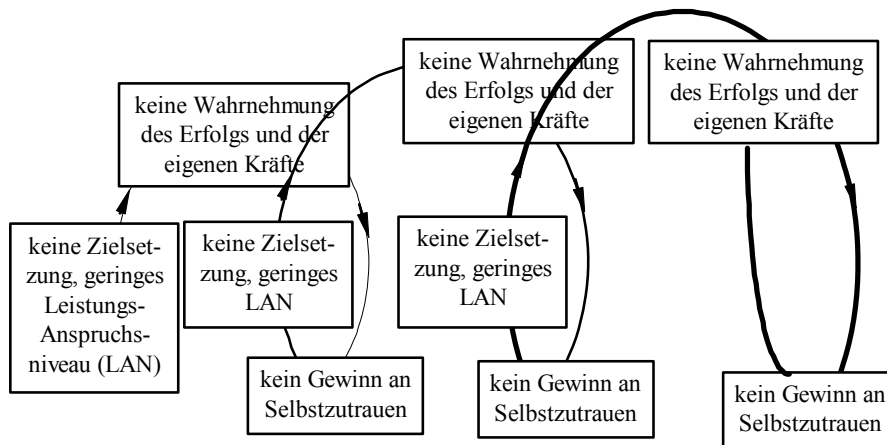 keine Wahrnehmung
des Erfolgs und der
eigenen Kräfte
keine Zielset-
zung, geringes
Leistungs-
Anspruchs-
niveau (LAN)
keine Zielset-
zung, geringes
LAN
kein Gewinn an
Selbstzutrauen
keine Wahrnehmung
des Erfolgs und der
eigenen Kräfte
keine Zielset-
zung, geringes
LAN
kein Gewinn an
Selbstzutrauen
keine Wahrnehmung
des Erfolgs und der
eigenen Kräfte
kein Gewinn an
Selbstzutrauen